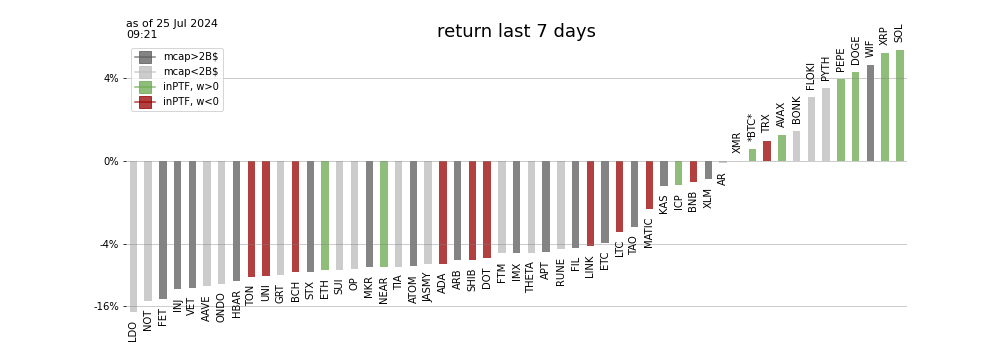 as of 25 Jul 2024
09:21
return last 7 days
mcap>2B$
mcap<2B$
inPTF, w>0
inPTF, w<0
4%
0%
-4%
-16%
LDO
NOT
FET
INJ
VET
AAVE
ONDO
HBAR
TON
UNI
GRT
BCH
STX
ETH
SUI
OP
MKR
NEAR
TIA
ATOM
JASMY
ADA
ARB
SHIB
DOT
FTM
IMX
THETA
APT
RUNE
FIL
LINK
ETC
LTC
TAO
MATIC
KAS
ICP
BNB
XLM
AR
XMR
*BTC*
TRX
AVAX
BONK
FLOKI
PYTH
PEPE
DOGE
WIF
XRP
SOL